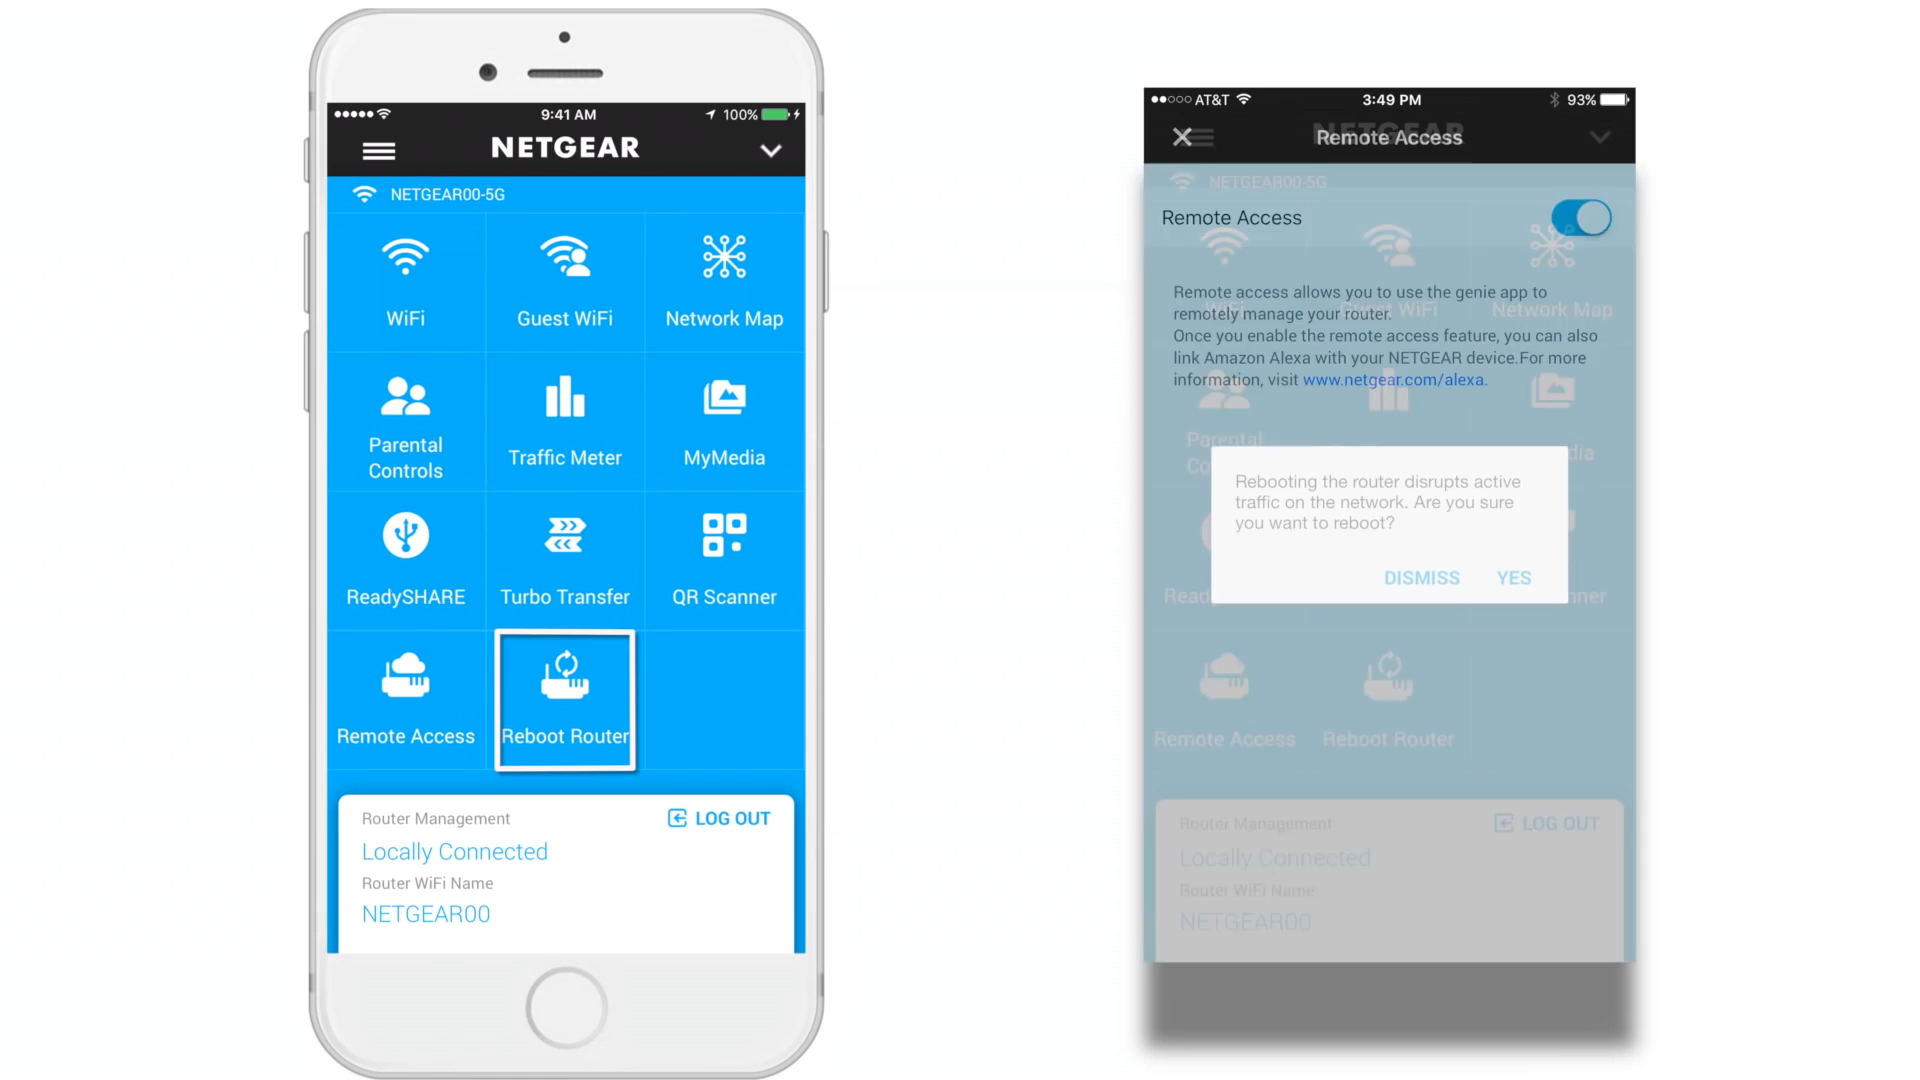 9:41 AM
100%
NETGEAR
NETGEAR00-5G
WiFi
Guest WiFi
Network Map
Parental
Controls
Traffic Meter
MyMedia
ReadySHARE
Turbo Transfer
QR Scanner
Remote Access
Reboot Router
Router Management
LOG OUT
Locally Connected
Router WiFi Name
NETGEAR00
AT&T
3:49 PM
93%
NETGEAR
Remote Access
NETGEAR00-5G
Remote Access
Remote access allows you to use the genie app to
remotely manage your router.
Once you enable the remote access feature, you can also
link Amazon Alexa with your NETGEAR device.For more
information, visit www.netgear.com/alexa.
WiFi
Guest WiFi
Network Map
Parental
Co
dia
Rebooting the router disrupts active
traffic on the network. Are you sure
you want to reboot?
DISMISS YES
Read
nner
Remote Access
Reboot Router
Router Management
LOG OUT
Locally Connected
Router WiFi Name
NETGEAR00